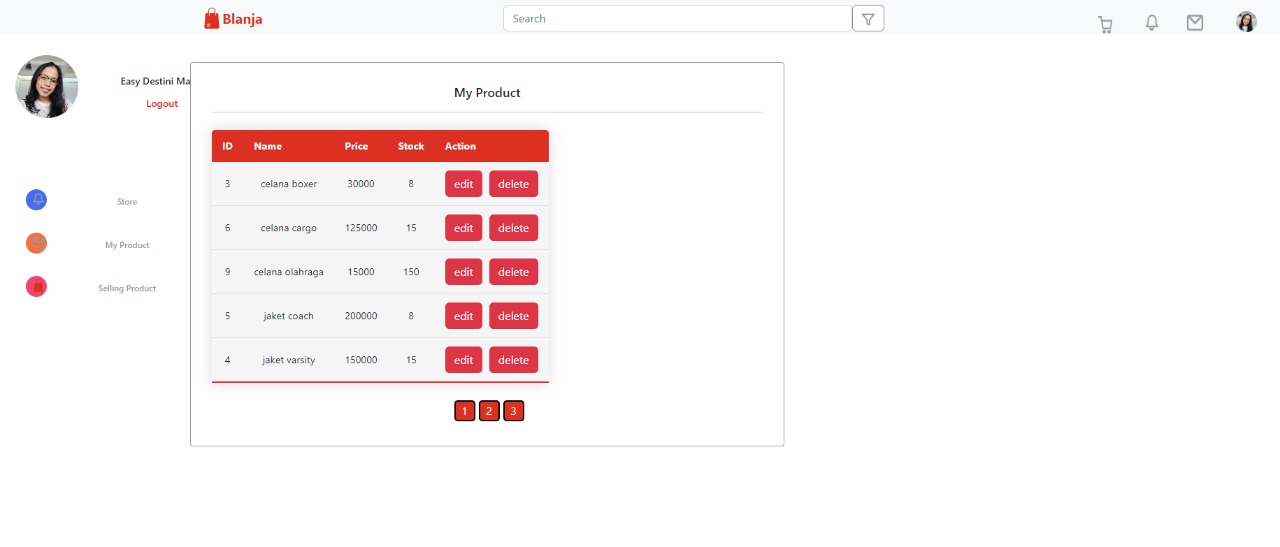 Blanja
Search
Easy Destini Ma
Logout
Store
My Product
Selling Product
My Product
ID Name Price Stock Action
3 celana boxer 30000 8 edit delete
6 celana cargo 125000 15 edit delete
9 celana olahraga 15000 150 edit delete
5 jaket coach 200000 8 edit delete
4 jaket varsity 150000 15 edit delete
1 2 3